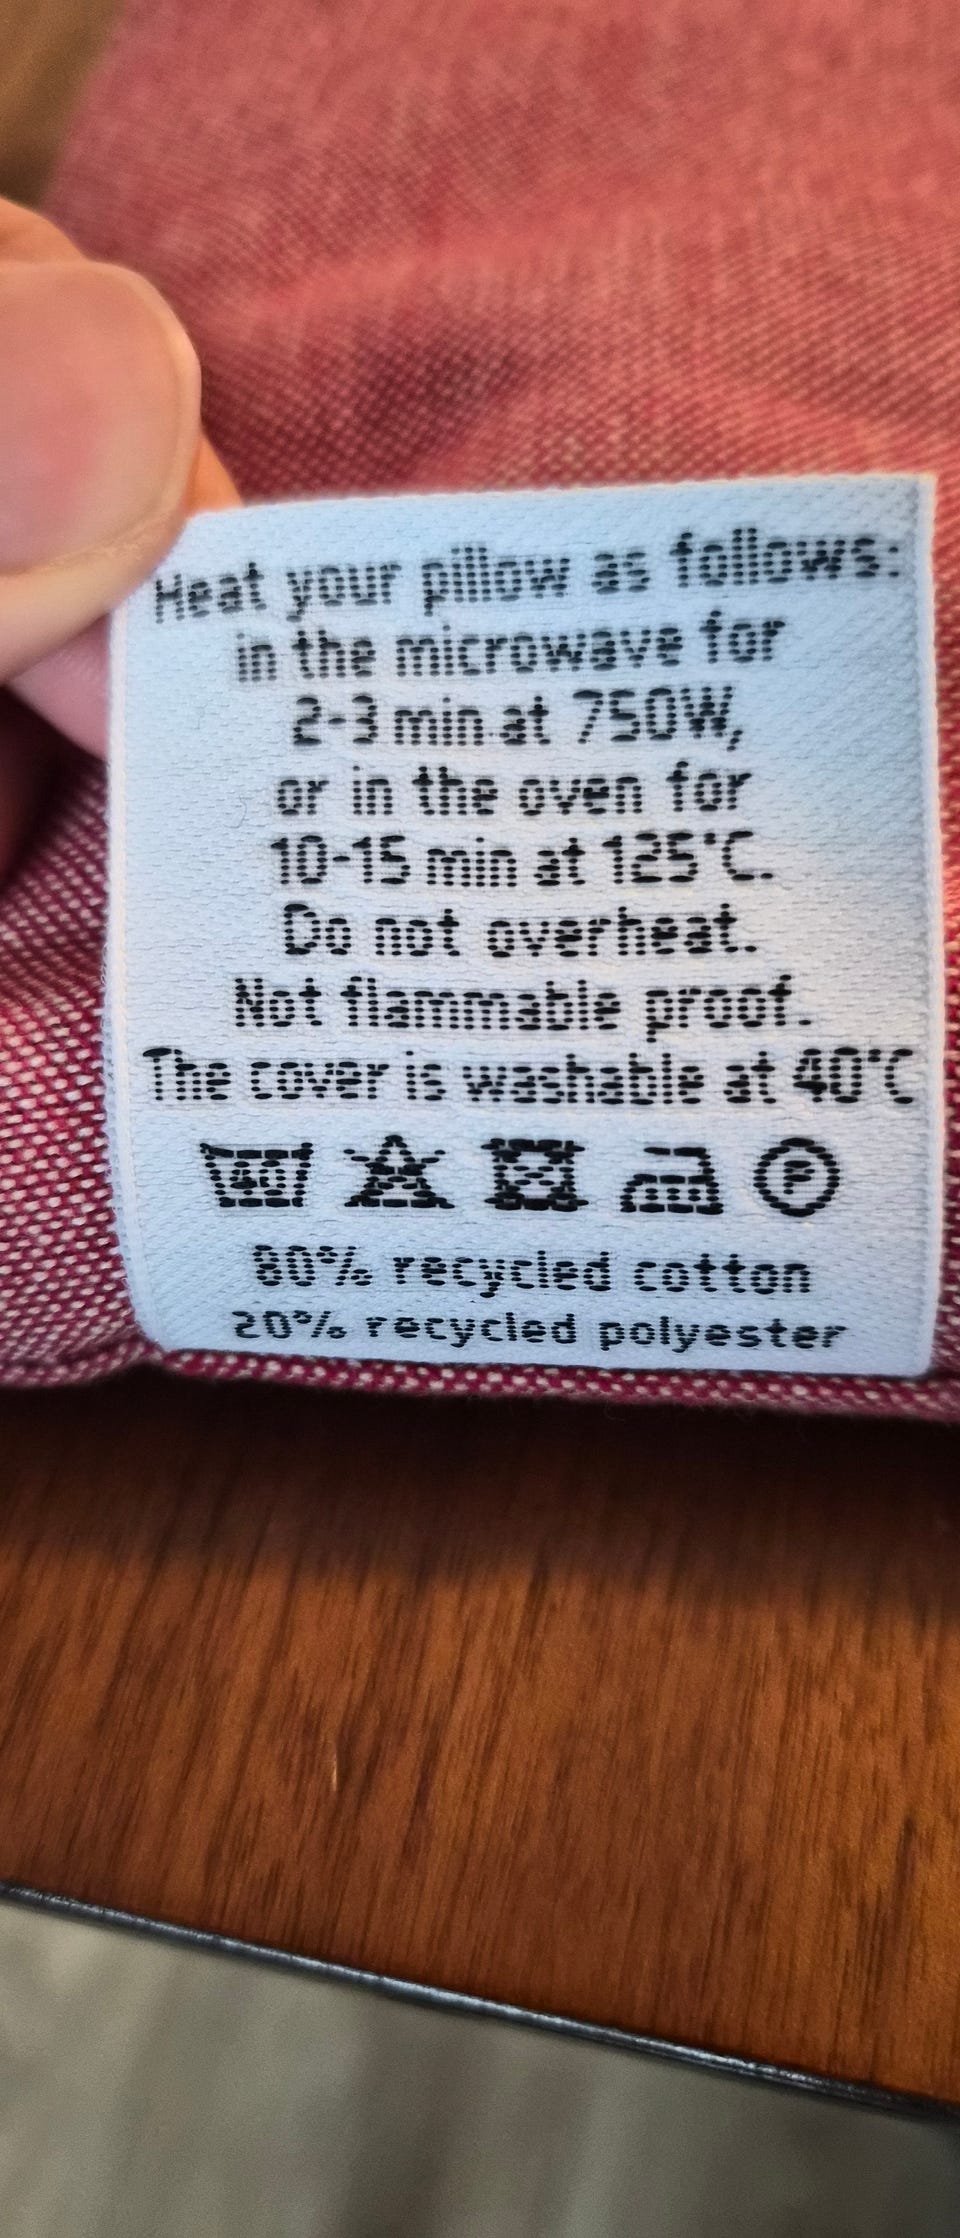 Heat your pillow as follows:
in the microwave for
2-3 min at 750W,
or in the oven for
10-15 min at 125°C.
Do not overheat.
Not flammable proof.
The cover is washable at 40°C
40 P
80% recycled cotton
20% recycled polyester